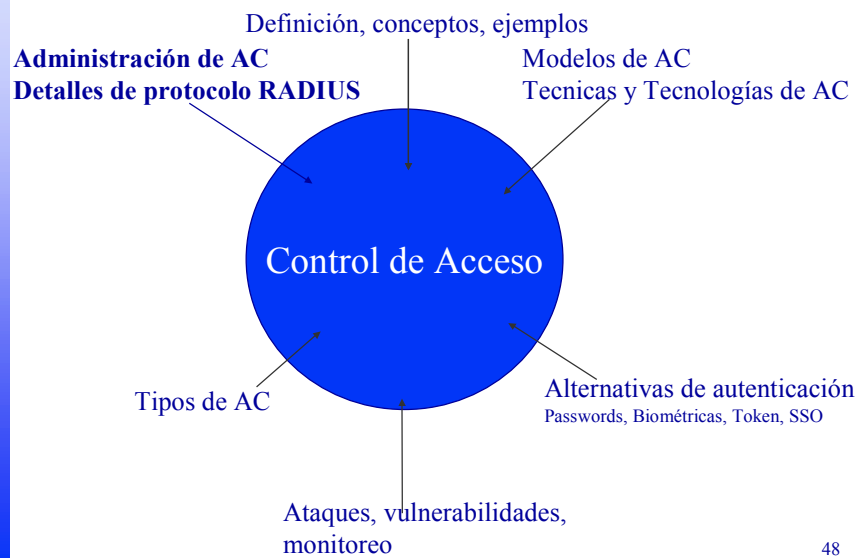 Definición, conceptos, ejemplos
Administración de AC
Detalles de protocolo RADIUS
Modelos de AC
Tecnicas y Tecnologías de AC
Control de Acceso
Tipos de AC
Alternativas de autenticación
Passwords, Biométricas, Token, SSO
Ataques, vulnerabilidades,
monitoreo
48